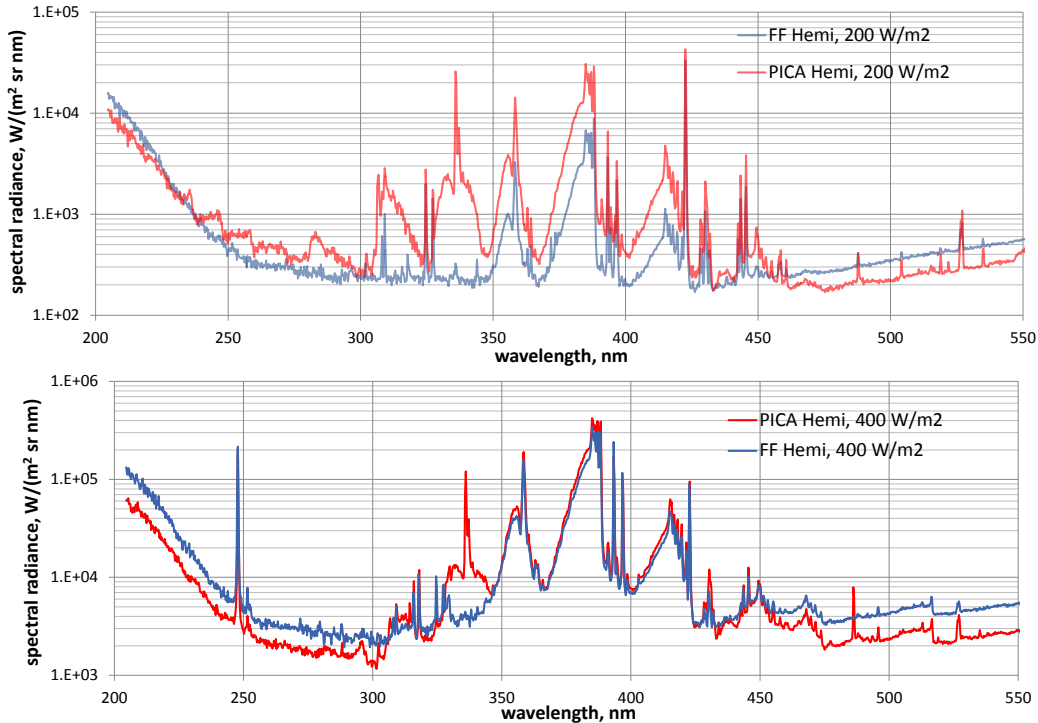 1.E+05
1.E+04
1.E+03
1.E+02
spectral radiance, W/(m² sr nm)
FF Hemi, 200 W/m2
PICA Hemi, 200 W/m2
200 250 300 350 400 450 500 550
wavelength, nm
1.E+06
1.E+05
1.E+04
1.E+03
spectral radiance, W/(m² sr nm)
PICA Hemi, 400 W/m2
FF Hemi, 400 W/m2
200 250 300 350 400 450 500 550
wavelength, nm